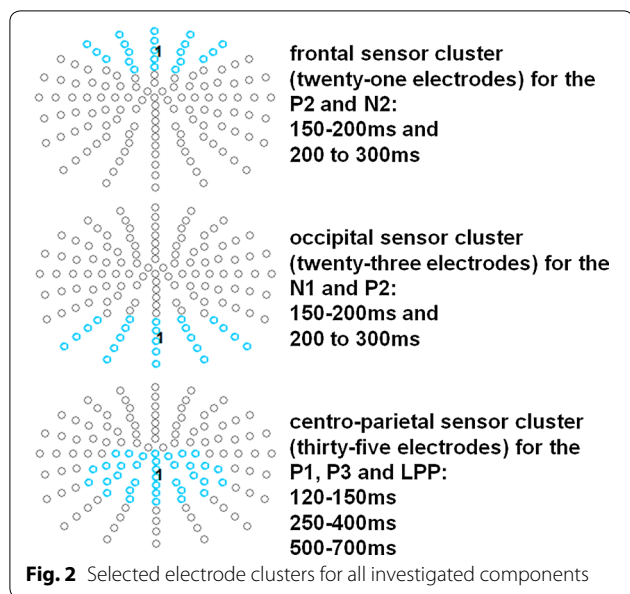 1
frontal sensor cluster
(twenty-one electrodes) for the
P2 and N2:
150-200ms and
200 to 300ms
1
occipital sensor cluster
(twenty-three electrodes) for the
N1 and P2:
150-200ms and
200 to 300ms
1
centro-parietal sensor cluster
(thirty-five electrodes) for the
P1, P3 and LPP:
120-150ms
250-400ms
500-700ms
Fig. 2 Selected electrode clusters for all investigated components